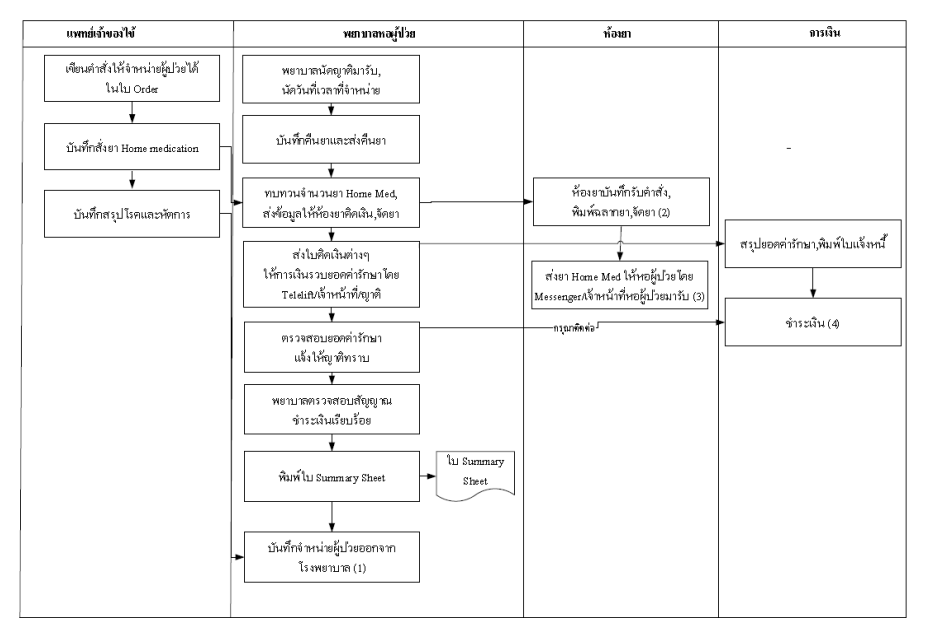 แพทย์เจ้าของไข้
พยาบาลหอผู้ป่วย
ห้องยา
การเงิน
เขียนคำสั่งให้จำหน่ายผู้ป่วยได้
ในใบ Order
บันทึกสั่งยา Home medication
บันทึกสรุปโรคและหัตการ
พยาบาลนัดญาติมารับ,
นัดวันที่เวลาที่จำหน่าย
บันทึกคืนยาและส่งคืนยา
ทบทวนจำนวนยา Home Med,
ส่งข้อมูลให้ห้องยาคิดเงิน,จัดยา
ส่งใบคิดเงินต่างๆ
ให้การเงินรวบยอดค่ารักษา โดย
Telelift/เจ้าหน้าที่/ญาติ
ตรวจสอบยอดค่ารักษา
แจ้งให้ญาติทราบ
พยาบาลตรวจสอบสัญญาณ
ชำระเงินเรียบร้อย
พิมพ์ใบ Summary Sheet
ใบ Summary
Sheet
บันทึกจำหน่ายผู้ป่วยออกจาก
โรงพยาบาล (1)
ห้องยาบันทึกรับคำสั่ง,
พิมพ์ฉลากยา,จัดยา (2)
ส่งยา Home Med ให้หอผู้ป่วย โดย
Messenger/เจ้าหน้าที่หอผู้ป่วยมารับ (3)
กรุณาติดต่อ
-
สรุปยอดค่ารักษา,พิมพ์ใบแจ้งหนี้
ชำระเงิน (4)